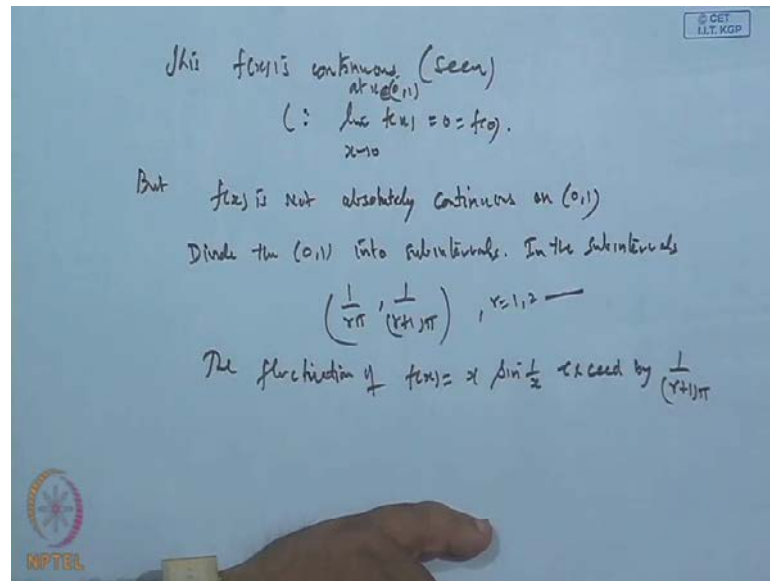 © CET
I.I.T. KGP
This f(x) is continuous (seen)
at x∈(0,1)
(∵ lim f(x) = 0 = f(0).
x→0
But f(x) is not absolutely continuous on (0,1)
Divide the (0,1) into subintervals. In the subintervals
(1/rπ , 1/(r+1)π) , r=1,2 —
The fluctuation of f(x) = x sin 1/x exceed by 1/(r+1)π
NPTEL